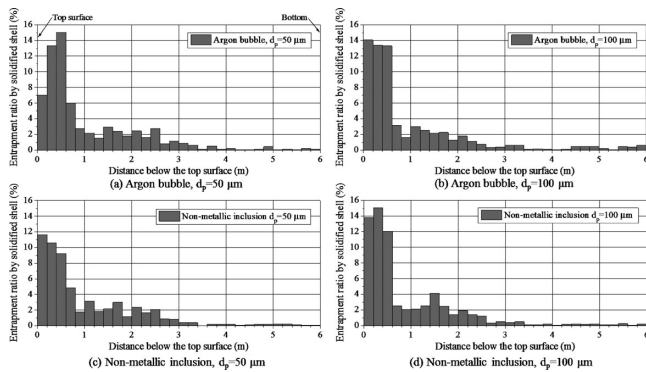 Top surface
Bottom
Entrapment ratio by solidified shell (%)
16
14
12
10
8
6
4
2
0
Argon bubble, dp=50 μm
0 1 2 3 4 5 6
Distance below the top surface (m)
(a) Argon bubble, dp=50 μm
Entrapment ratio by solidified shell (%)
16
14
12
10
8
6
4
2
0
Argon bubble, dp=100 μm
0 1 2 3 4 5 6
Distance below the top surface (m)
(b) Argon bubble, dp=100 μm
Entrapment ratio by solidified shell (%)
16
14
12
10
8
6
4
2
0
Non-metallic inclusion dp=50 μm
0 1 2 3 4 5 6
Distance below the top surface (m)
(c) Non-metallic inclusion, dp=50 μm
Entrapment ratio by solidified shell (%)
16
14
12
10
8
6
4
2
0
Non-metallic inclusion dp=100 μm
0 1 2 3 4 5 6
Distance below the top surface (m)
(d) Non-metallic inclusion, dp=100 μm